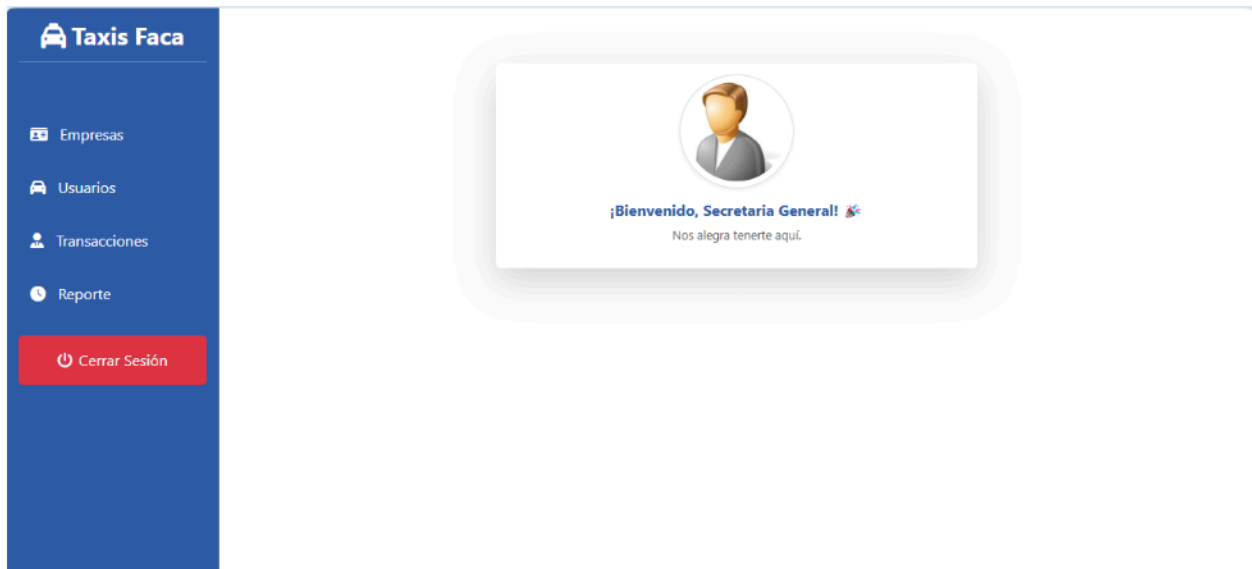 Taxis Faca
Empresas
Usuarios
Transacciones
Reporte
Cerrar Sesión
¡Bienvenido, Secretaria General! 🎉
Nos alegra tenerte aquí.